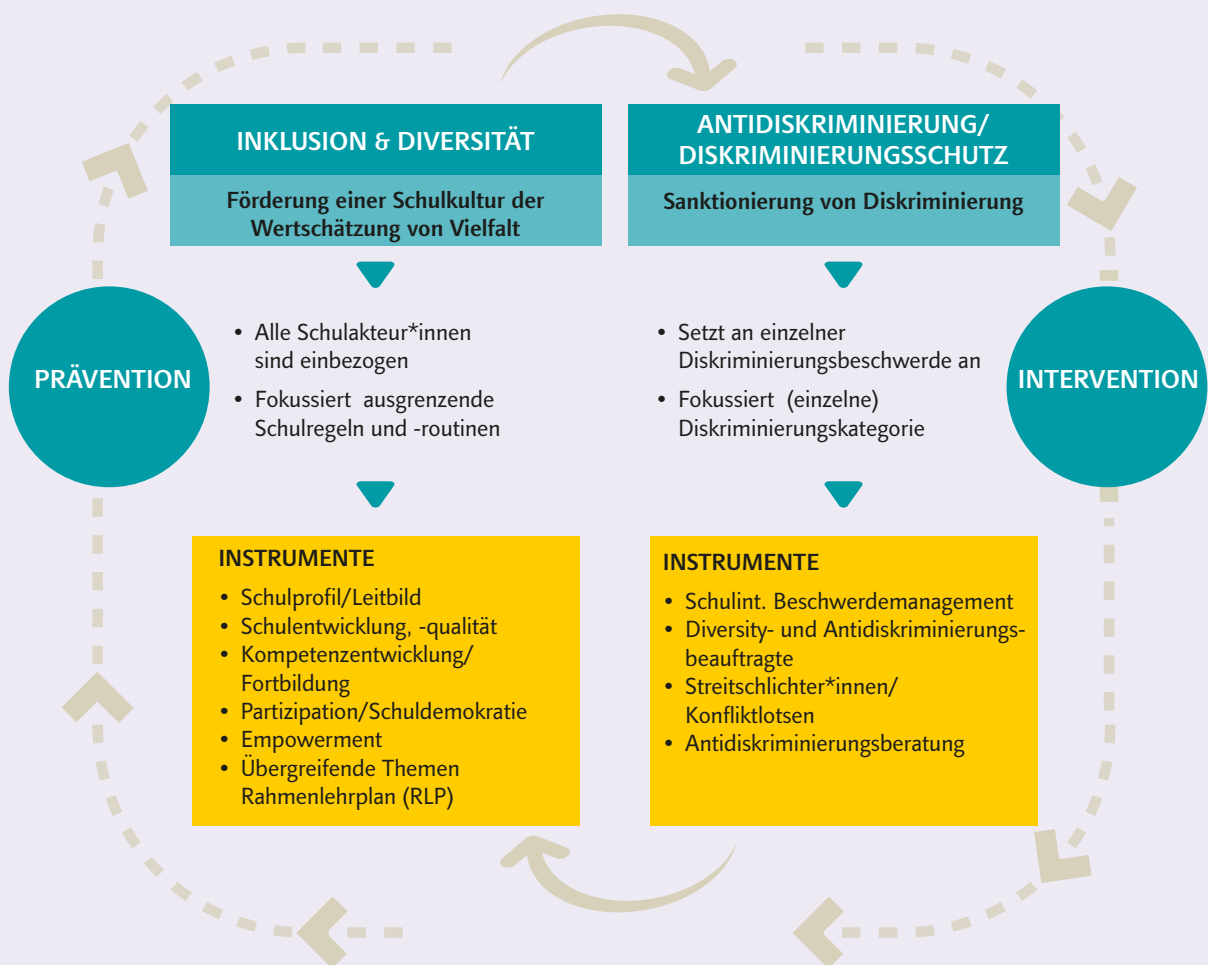 INKLUSION & DIVERSITÄT
Förderung einer Schulkultur der
Wertschätzung von Vielfalt
ANTIDISKRIMINIERUNG/
DISKRIMINIERUNGSSCHUTZ
Sanktionierung von Diskriminierung
PRÄVENTION
• Alle Schulakteur*innen
sind einbezogen
• Fokussiert ausgrenzende
Schulregeln und -routinen
• Setzt an einzelner
Diskriminierungsbeschwerde an
• Fokussiert (einzelne)
Diskriminierungskategorie
INTERVENTION
INSTRUMENTE
• Schulprofil/Leitbild
• Schulentwicklung, -qualität
• Kompetenzentwicklung/
Fortbildung
• Partizipation/Schuldemokratie
• Empowerment
• Übergreifende Themen
Rahmenlehrplan (RLP)
INSTRUMENTE
• Schulint. Beschwerdemanagement
• Diversity- und Antidiskriminierungs-
beauftragte
• Streitschlichter*innen/
Konfliktlotsen
• Antidiskriminierungsberatung